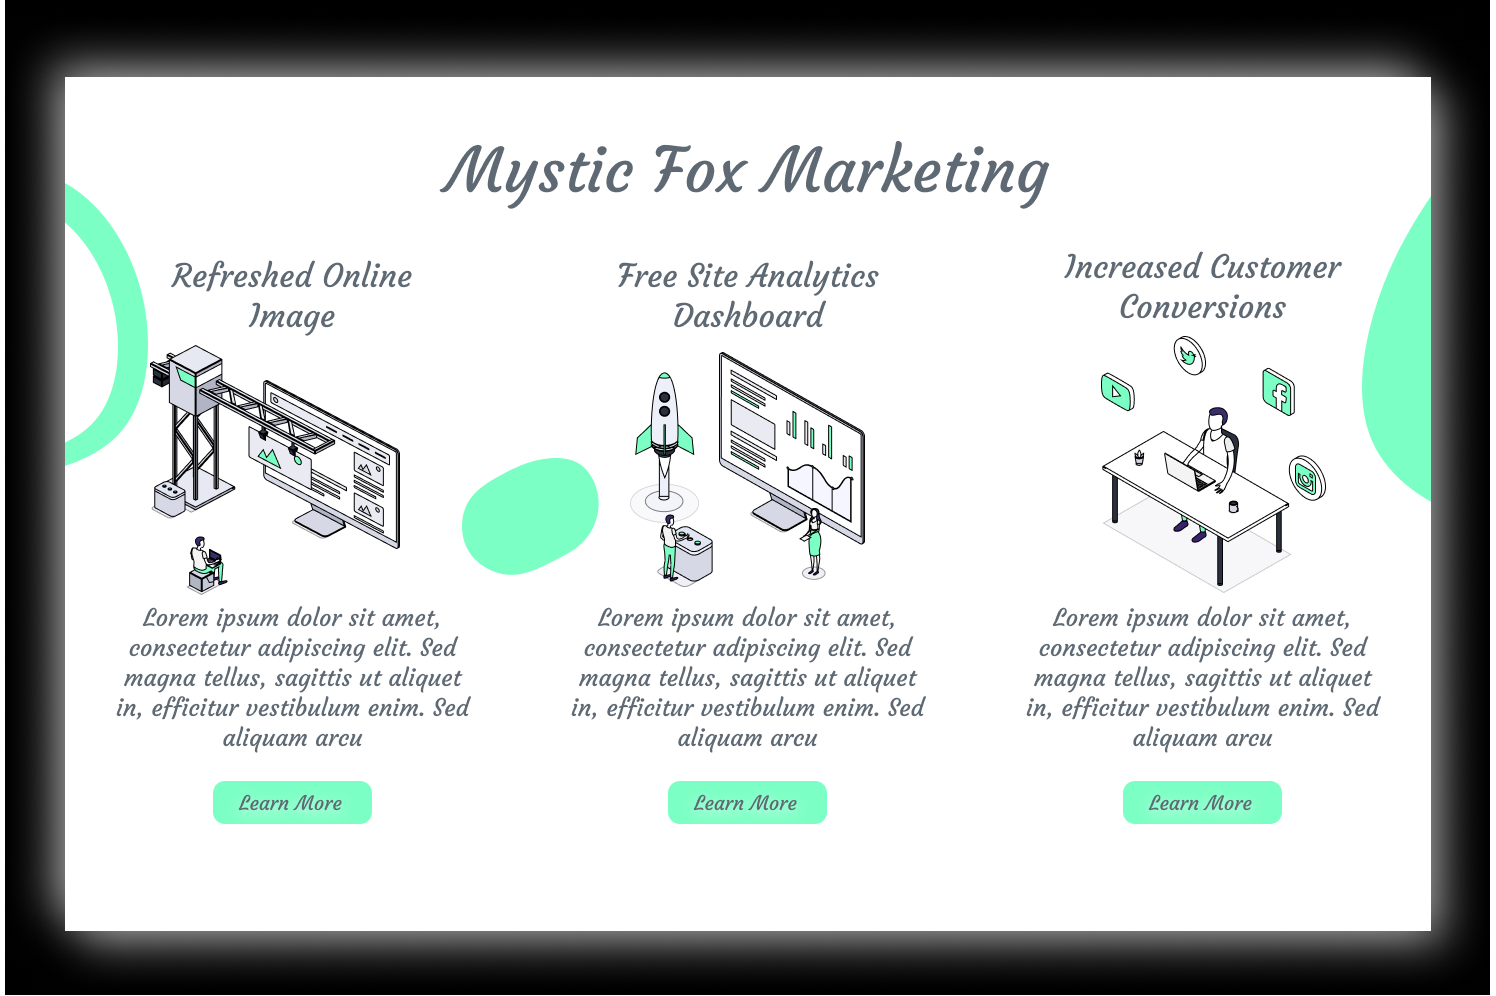 Mystic Fox Marketing
Refreshed Online
Image
Lorem ipsum dolor sit amet,
consectetur adipiscing elit. Sed
magna tellus, sagittis ut aliquet
in, efficitur vestibulum enim. Sed
aliquam arcu
Learn More
Free Site Analytics
Dashboard
Lorem ipsum dolor sit amet,
consectetur adipiscing elit. Sed
magna tellus, sagittis ut aliquet
in, efficitur vestibulum enim. Sed
aliquam arcu
Learn More
Increased Customer
Conversions
Lorem ipsum dolor sit amet,
consectetur adipiscing elit. Sed
magna tellus, sagittis ut aliquet
in, efficitur vestibulum enim. Sed
aliquam arcu
Learn More